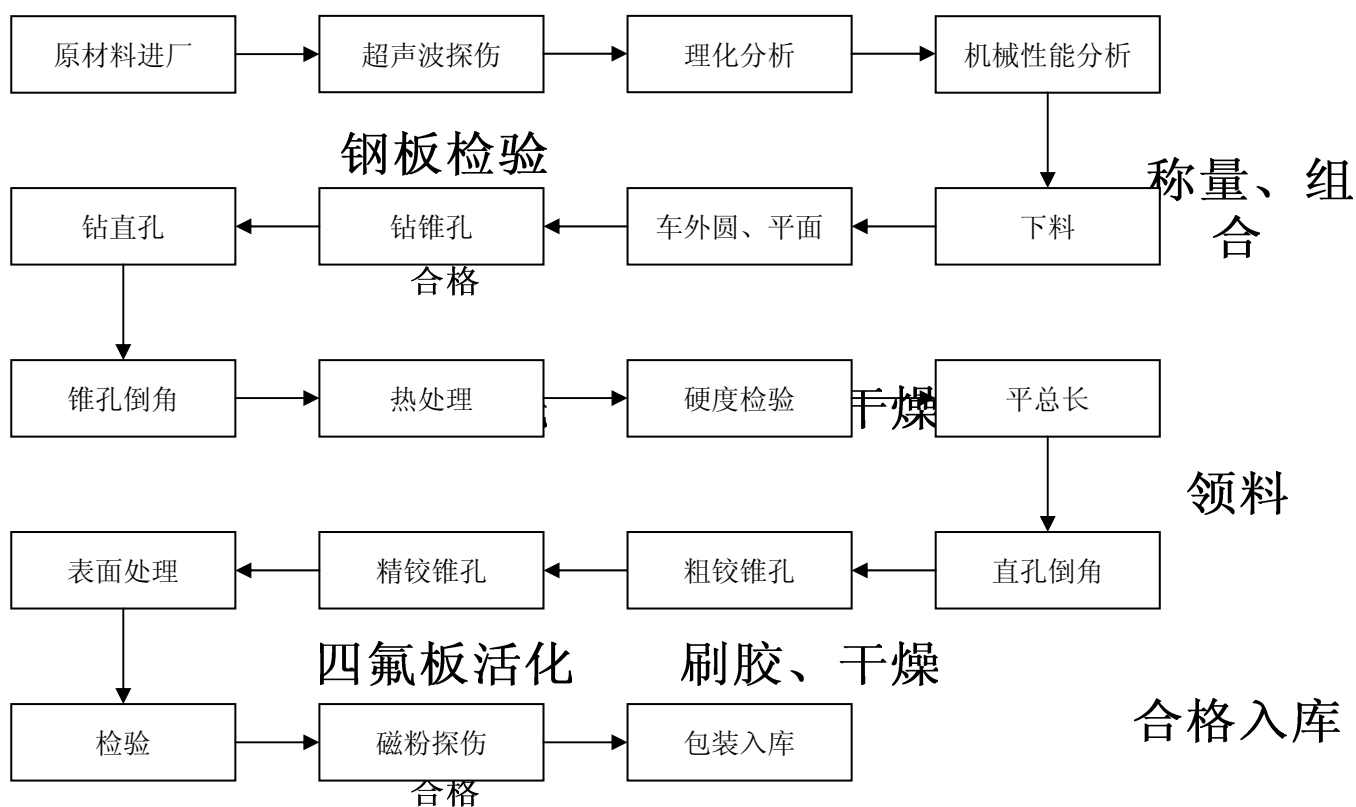 原材料进厂
超声波探伤
理化分析
机械性能分析
钢板检验
称量、组
合
钻直孔
钻锥孔
车外圆、平面
下料
合格
锥孔倒角
热处理
硬度检验
干燥
平总长
领料
表面处理
精铰锥孔
粗铰锥孔
直孔倒角
四氟板活化
刷胶、干燥
合格入库
检验
磁粉探伤
包装入库
合格